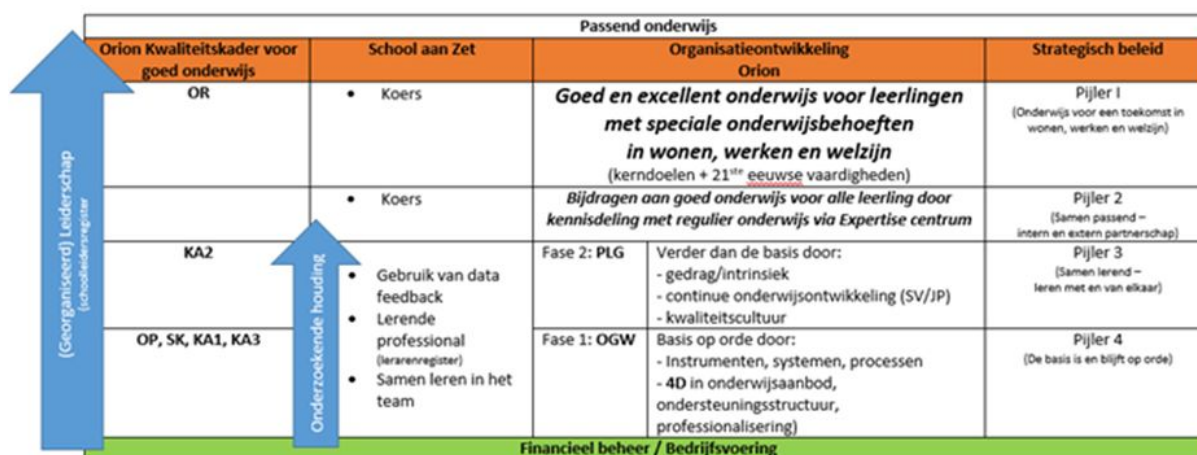 Passend onderwijs
Orion Kwaliteitskader voor
goed onderwijs
School aan Zet
Organisatieontwikkeling
Orion
Strategisch beleid
(Georganiseerd) Leiderschap
(schoolleidersregister)
OR
• Koers
Goed en excellent onderwijs voor leerlingen
met speciale onderwijsbehoeften
in wonen, werken en welzijn
(kerndoelen + 21ste eeuwse vaardigheden)
Pijler 1
(Onderwijs voor een toekomst in
wonen, werken en welzijn)
• Koers
Bijdragen aan goed onderwijs voor alle leerling door
kennisdeling met regulier onderwijs via Expertise centrum
Pijler 2
(Samen passend –
intern en extern partnerschap)
Onderzoekende houding
KA2
• Gebruik van data
feedback
• Lerende
professional
(lerarenregister)
• Samen leren in het
team
Fase 2: PLG
Verder dan de basis door:
- gedrag/intrinsiek
- continue onderwijsontwikkeling (SV/JP)
- kwaliteitscultuur
Pijler 3
(Samen lerend –
leren met en van elkaar)
OP, SK, KA1, KA3
Fase 1: OGW
Basis op orde door:
- Instrumenten, systemen, processen
- 4D in onderwijsaanbod,
ondersteuningsstructuur,
professionalisering)
Pijler 4
(De basis is en blijft op orde)
Financieel beheer / Bedrijfsvoering